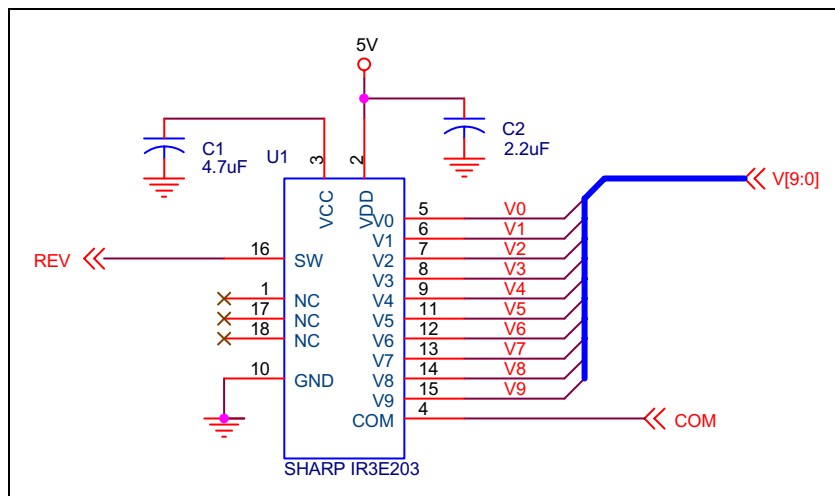 5V
C1
4.7uF
C2
2.2uF
U1
3
2
VCC
VDD
V[9:0]
5
V0
V0
6
V1
V1
REV
16
SW
7
V2
V2
8
V3
V3
1
NC
9
V4
V4
17
NC
11
V5
V5
18
NC
12
V6
V6
13
V7
V7
10
GND
14
V8
V8
15
V9
V9
4
COM
COM
SHARP IR3E203